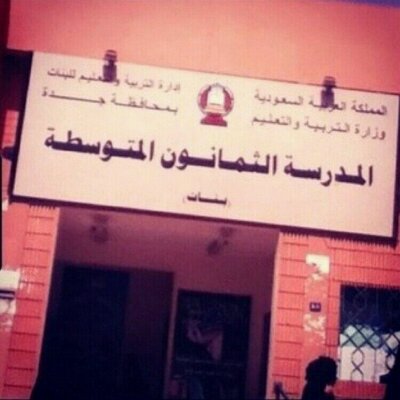 المملكة العربية السعودية
وزارة التربية والتعليم
إدارة التربية والتعليم للبنات
بمحافظة جدة
المدرسة الثمانون المتوسطة
(بنات)